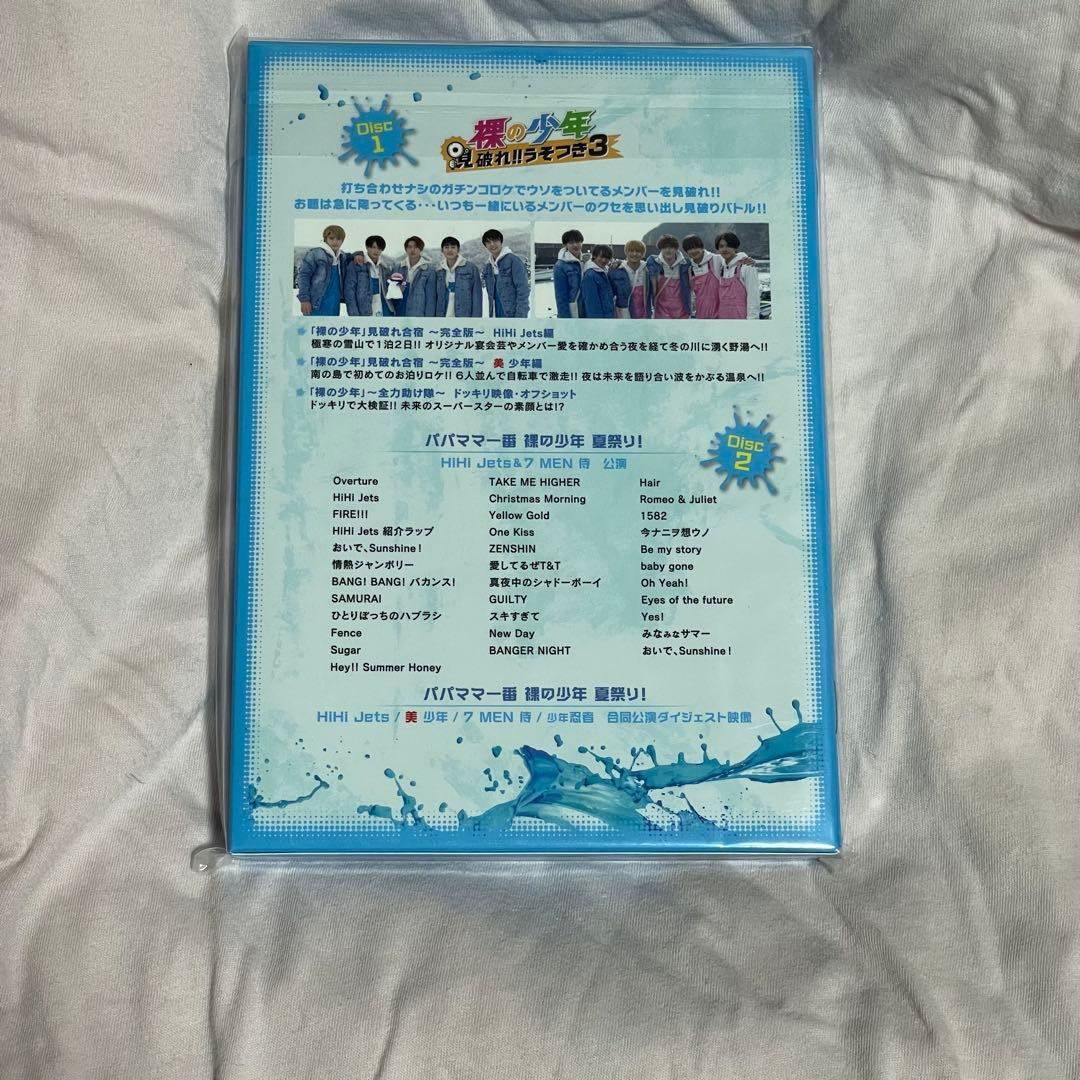 Disc
1
裸の少年
見破れ!!うそつき3
打ち合わせナシのガチンコロケでウソをついてるメンバーを見破れ!!
お題は急に降ってくる･･･いつも一緒にいるメンバーのクセを思い出し見破りバトル!!
「裸の少年」見破れ合宿 ～完全版～ HiHi Jets編
極寒の雪山で1泊2日!! オリジナル宴会芸やメンバー愛を確かめ合う夜を経て冬の川に湧く野湯へ!!
「裸の少年」見破れ合宿 ～完全版～ 美 少年編
南の島で初めてのお泊りロケ!! 6人並んで自転車で激走!! 夜は未来を語り合い波をかぶる温泉へ!!
「裸の少年」～全力助け隊～ ドッキリ映像・オフショット
ドッキリで大検証!! 未来のスーパースターの素顔とは!?
Disc
2
パパママ一番 裸の少年 夏祭り!
HiHi Jets&7 MEN 侍 公演
Overture
HiHi Jets
FIRE!!!
HiHi Jets 紹介ラップ
おいで、Sunshine!
情熱ジャンボリー
BANG! BANG! バカンス!
SAMURAI
ひとりぼっちのハブラシ
Fence
Sugar
Hey!! Summer Honey
TAKE ME HIGHER
Christmas Morning
Yellow Gold
One Kiss
ZENSHIN
愛してるぜT&T
真夜中のシャドーボーイ
GUILTY
スキすぎて
New Day
BANGER NIGHT
Hair
Romeo & Juliet
1582
今ナニヲ想ウノ
Be my story
baby gone
Oh Yeah!
Eyes of the future
Yes!
みなみなサマー
おいで、Sunshine!
パパママ一番 裸の少年 夏祭り!
HiHi Jets / 美 少年 / 7 MEN 侍 / 少年忍者 合同公演ダイジェスト映像